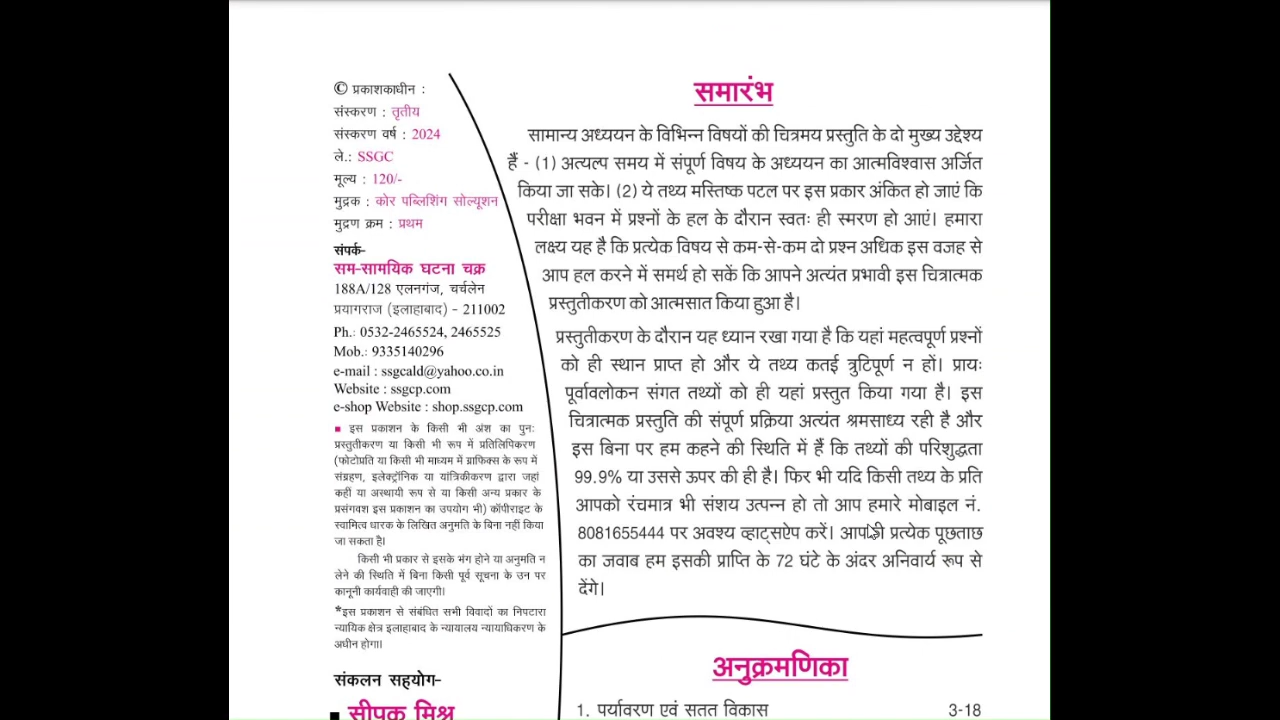 © प्रकाशकाधीन :
संस्करण : तृतीय
संस्करण वर्ष : 2024
ले.: SSGC
मूल्य : 120/-
मुद्रक : कोर पब्लिशिंग सोल्यूशन
मुद्रण क्रम : प्रथम
संपर्क-
सम-सामयिक घटना चक्र
188A/128 एलनगंज, चर्चलेन
प्रयागराज (इलाहाबाद) - 211002
Ph.: 0532-2465524, 2465525
Mob.: 9335140296
e-mail : ssgcald@yahoo.co.in
Website : ssgcp.com
e-shop Website : shop.ssgcp.com
■ इस प्रकाशन के किसी भी अंश का पुनः
प्रस्तुतीकरण या किसी भी रूप में प्रतिलिपिकरण
(फोटोप्रति या किसी भी माध्यम में ग्राफिक्स के रूप में
संग्रहण, इलेक्ट्रॉनिक या यांत्रिकीकरण द्वारा जहां
कहीं या अस्थायी रूप से या किसी अन्य प्रकार के
प्रसंगवश इस प्रकाशन का उपयोग भी) कॉपीराइट के
स्वामित्व धारक के लिखित अनुमति के बिना नहीं किया
जा सकता है।
किसी भी प्रकार से इसके भंग होने या अनुमति न
लेने की स्थिति में बिना किसी पूर्व सूचना के उन पर
कानूनी कार्यवाही की जाएगी।
*इस प्रकाशन से संबंधित सभी विवादों का निपटारा
न्यायिक क्षेत्र इलाहाबाद के न्यायालय न्यायाधिकरण के
अधीन होगा।
संकलन सहयोग-
■ सीपक मिश्र
समारंभ
सामान्य अध्ययन के विभिन्न विषयों की चित्रमय प्रस्तुति के दो मुख्य उद्देश्य
हैं - (1) अत्यल्प समय में संपूर्ण विषय के अध्ययन का आत्मविश्वास अर्जित
किया जा सके। (2) ये तथ्य मस्तिष्क पटल पर इस प्रकार अंकित हो जाएं कि
परीक्षा भवन में प्रश्नों के हल के दौरान स्वतः ही स्मरण हो आएं। हमारा
लक्ष्य यह है कि प्रत्येक विषय से कम-से-कम दो प्रश्न अधिक इस वजह से
आप हल करने में समर्थ हो सकें कि आपने अत्यंत प्रभावी इस चित्रात्मक
प्रस्तुतीकरण को आत्मसात किया हुआ है।
प्रस्तुतीकरण के दौरान यह ध्यान रखा गया है कि यहां महत्वपूर्ण प्रश्नों
को ही स्थान प्राप्त हो और ये तथ्य कतई त्रुटिपूर्ण न हों। प्रायः
पूर्वावलोकन संगत तथ्यों को ही यहां प्रस्तुत किया गया है। इस
चित्रात्मक प्रस्तुति की संपूर्ण प्रक्रिया अत्यंत श्रमसाध्य रही है और
इस बिना पर हम कहने की स्थिति में हैं कि तथ्यों की परिशुद्धता
99.9% या उससे ऊपर की ही है। फिर भी यदि किसी तथ्य के प्रति
आपको रंचमात्र भी संशय उत्पन्न हो तो आप हमारे मोबाइल नं.
8081655444 पर अवश्य व्हाट्सऐप करें। आपकी प्रत्येक पूछताछ
का जवाब हम इसकी प्राप्ति के 72 घंटे के अंदर अनिवार्य रूप से
देंगे।
अनुक्रमणिका
1. पर्यावरण एवं सतत विकास 3-18